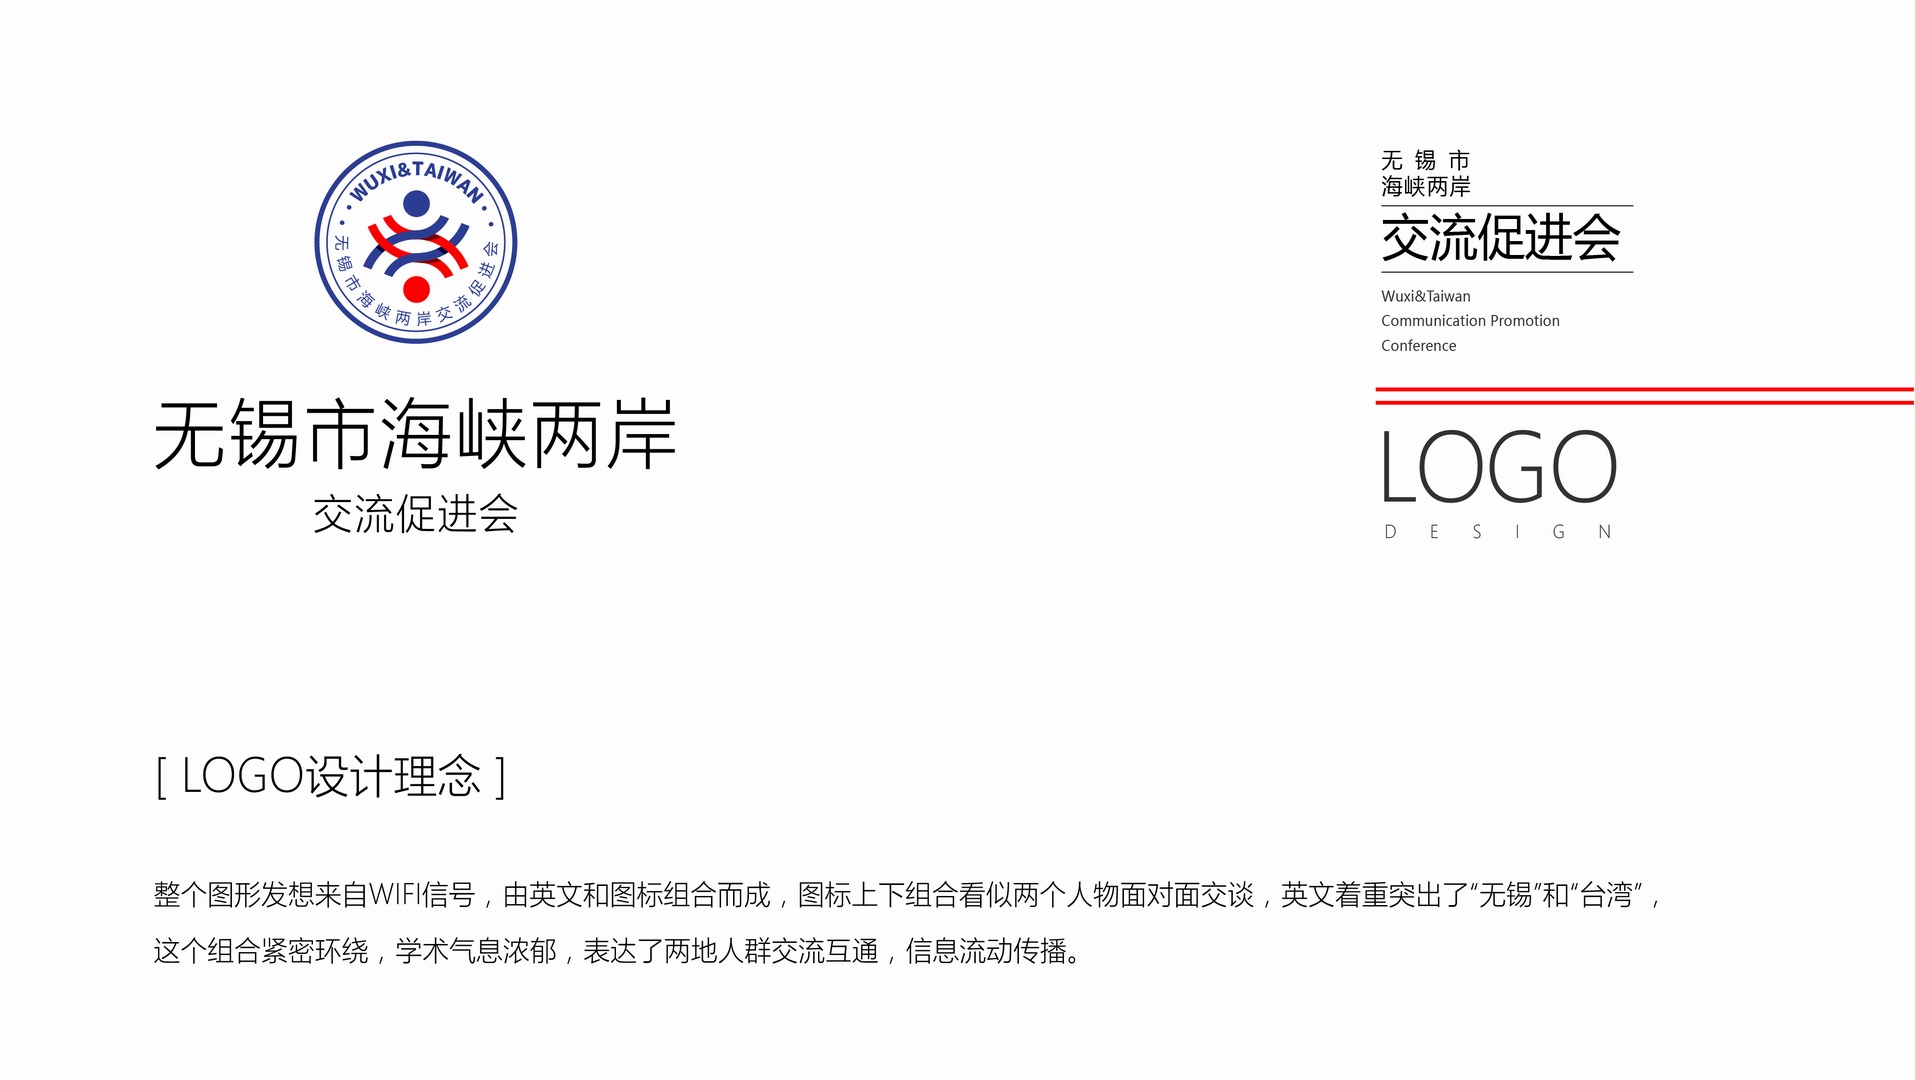 WUXI&TAIWAN
无锡市海峡两岸交流促进会
无锡市海峡两岸
交流促进会
无 锡 市
海峡两岸
交流促进会
Wuxi&Taiwan
Communication Promotion
Conference
LOGO
D E S I G N
[ LOGO设计理念 ]
整个图形发想来自WIFI信号，由英文和图标组合而成，图标上下组合看似两个人物面对面交谈，英文着重突出了“无锡”和“台湾”，
这个组合紧密环绕，学术气息浓郁，表达了两地人群交流互通，信息流动传播。